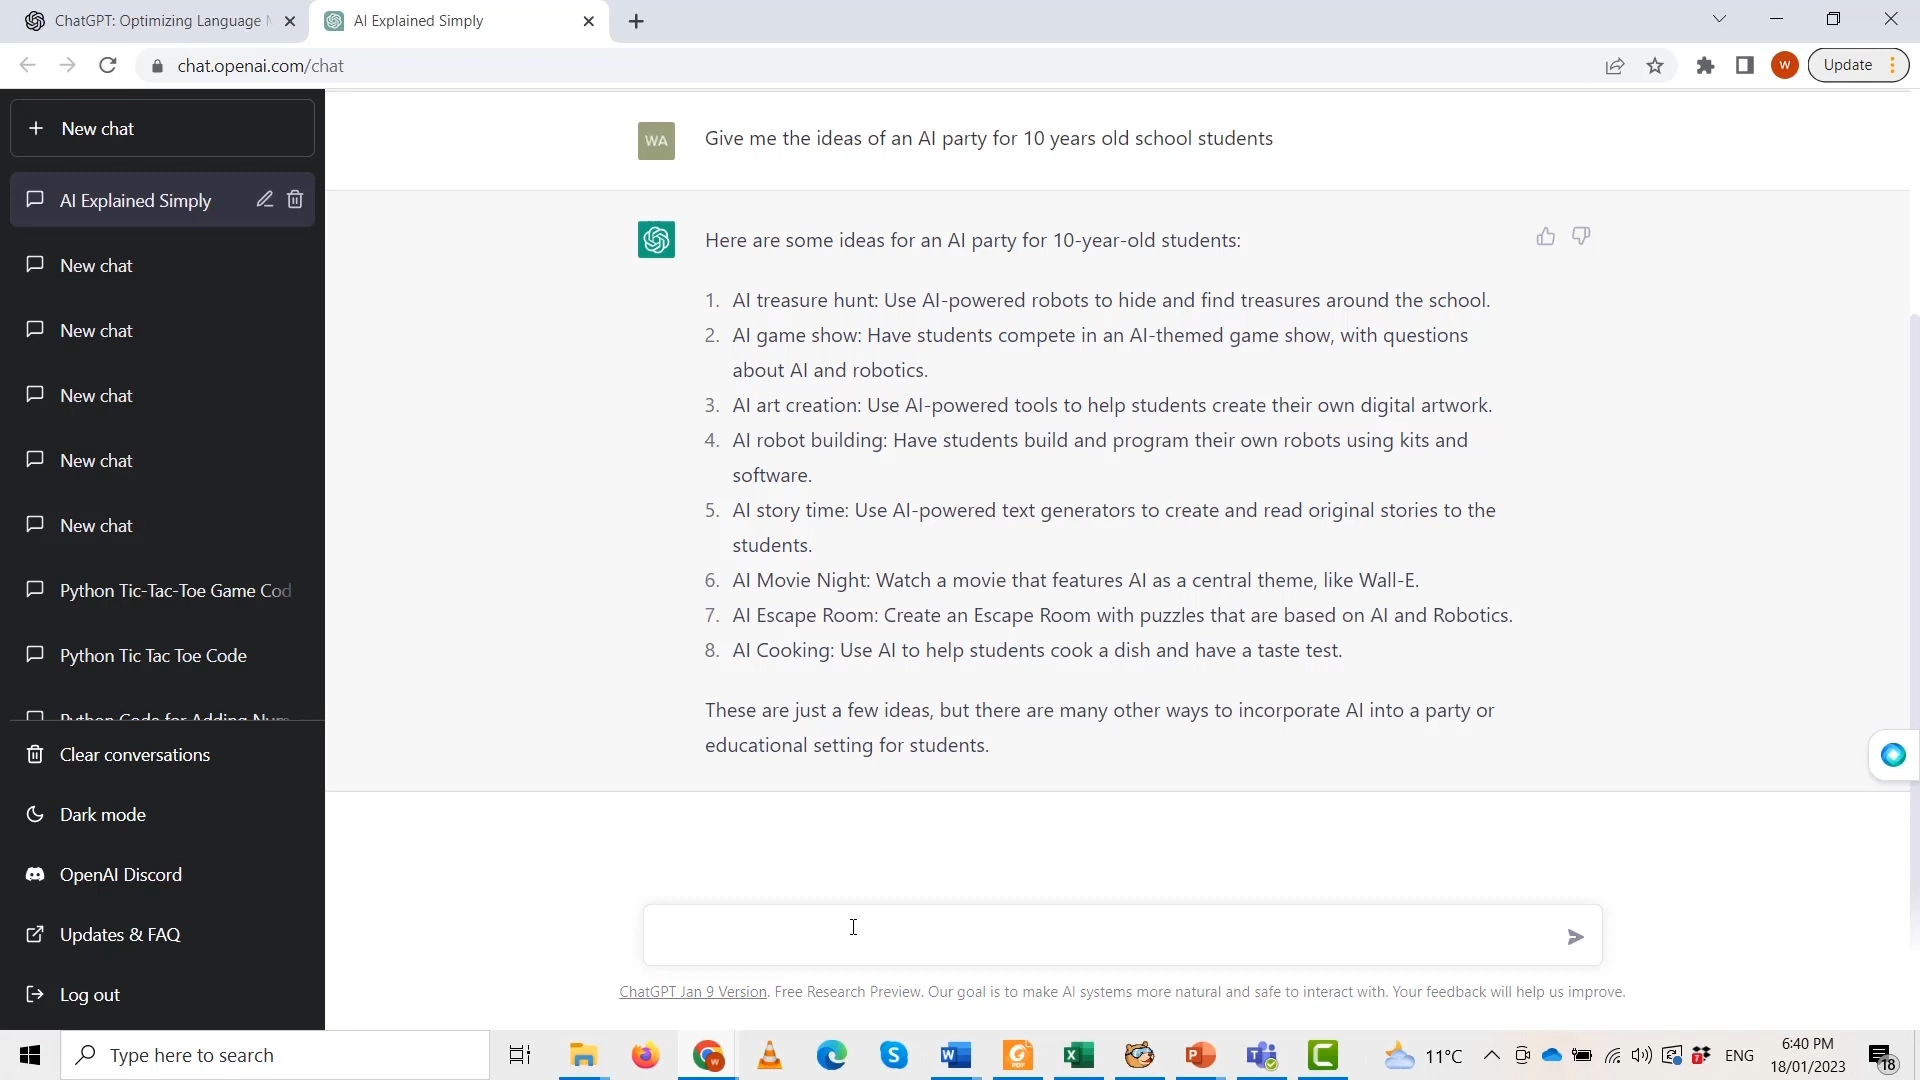 ChatGPT: Optimizing Language
AI Explained Simply
chat.openai.com/chat
W
Update
New chat
AI Explained Simply
New chat
New chat
New chat
New chat
New chat
Python Tic-Tac-Toe Game Cod
Python Tic Tac Toe Code
Python Code for Adding Num
Clear conversations
Dark mode
OpenAI Discord
Updates & FAQ
Log out
WA
Give me the ideas of an AI party for 10 years old school students
Here are some ideas for an AI party for 10-year-old students:
1. AI treasure hunt: Use AI-powered robots to hide and find treasures around the school.
2. AI game show: Have students compete in an AI-themed game show, with questions
about AI and robotics.
3. AI art creation: Use AI-powered tools to help students create their own digital artwork.
4. AI robot building: Have students build and program their own robots using kits and
software.
5. AI story time: Use AI-powered text generators to create and read original stories to the
students.
6. AI Movie Night: Watch a movie that features AI as a central theme, like Wall-E.
7. AI Escape Room: Create an Escape Room with puzzles that are based on AI and Robotics.
8. AI Cooking: Use AI to help students cook a dish and have a taste test.
These are just a few ideas, but there are many other ways to incorporate AI into a party or
educational setting for students.
ChatGPT Jan 9 Version. Free Research Preview. Our goal is to make AI systems more natural and safe to interact with. Your feedback will help us improve.
Type here to search
11°C
ENG
6:40 PM
18/01/2023
18